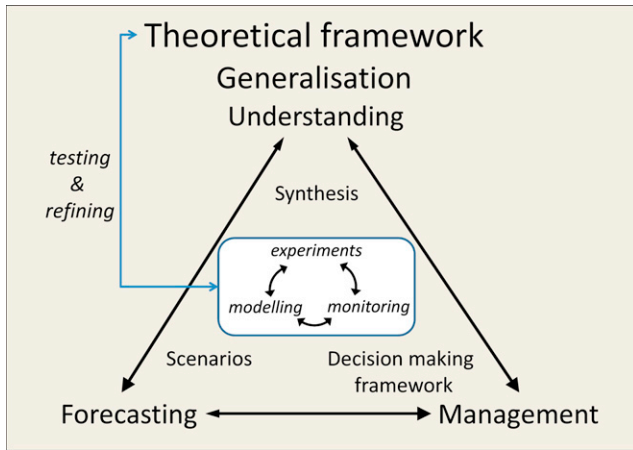 Theoretical framework
Generalisation
Understanding
testing
&
refining
Synthesis
experiments
modelling
monitoring
Scenarios
Decision making
framework
Forecasting
Management